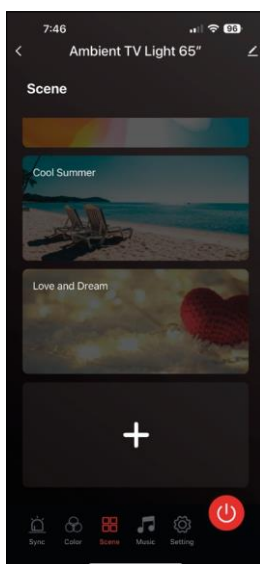 7:46
96
Ambient TV Light 65”
Scene
Cool Summer
Love and Dream
Sync Color Scene Music Setting